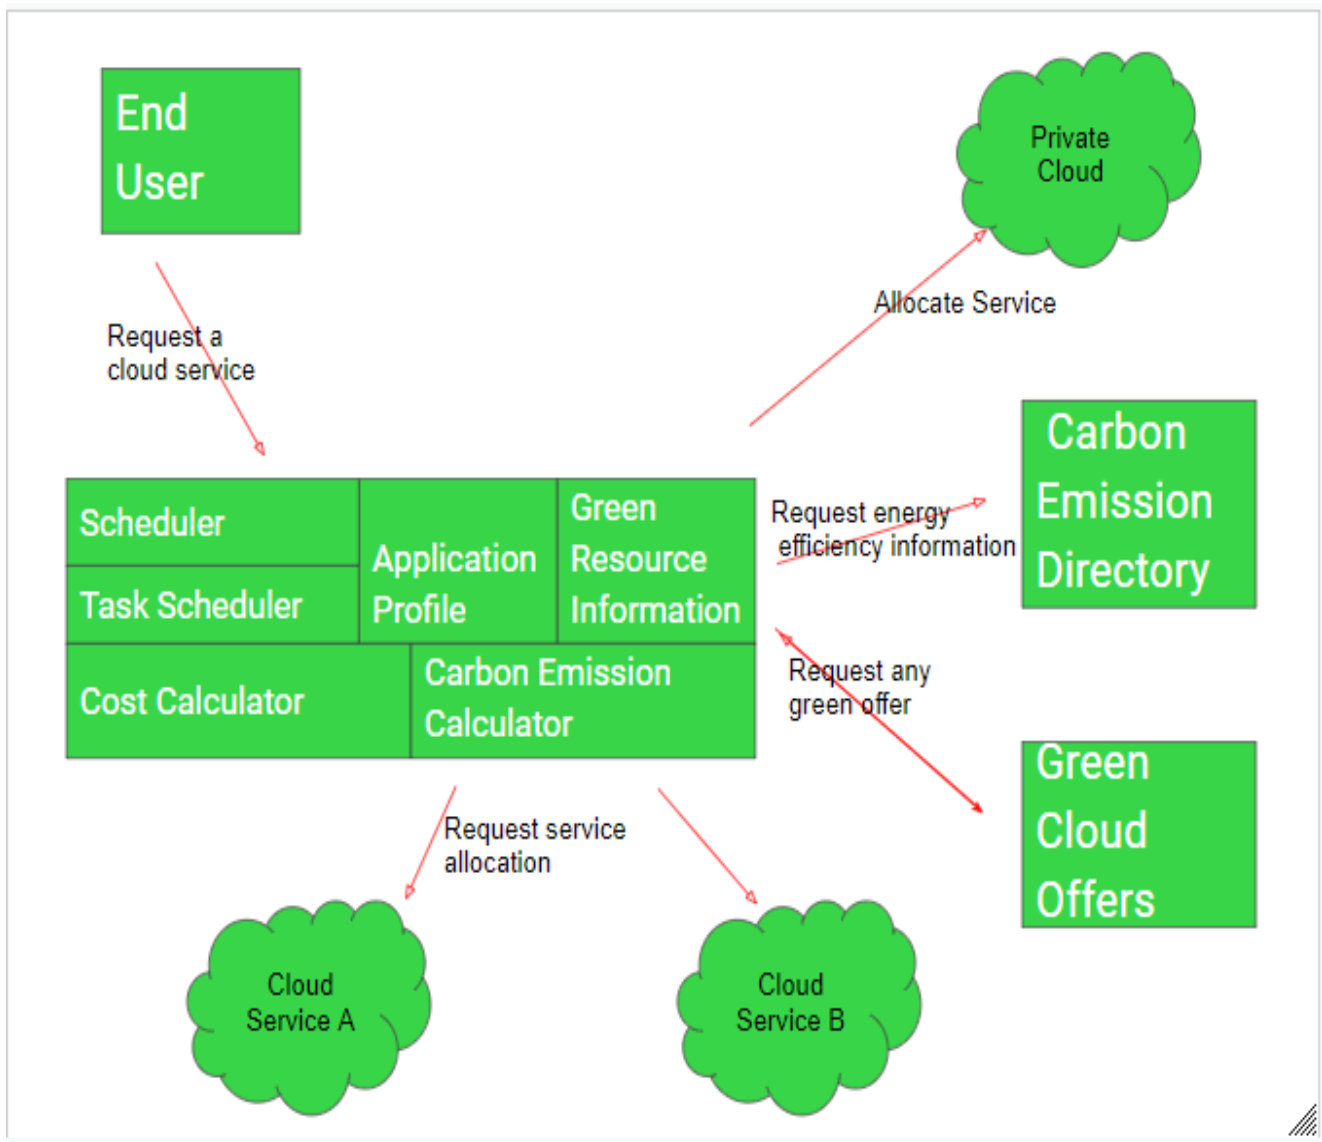 End
User
Private
Cloud
Allocate Service
Request a
cloud service
Carbon
Emission
Directory
Scheduler
Task Scheduler
Application
Profile
Green
Resource
Information
Request energy
efficiency information
Cost Calculator
Carbon Emission
Calculator
Request any
green offer
Green
Cloud
Offers
Request service
allocation
Cloud
Service A
Cloud
Service B